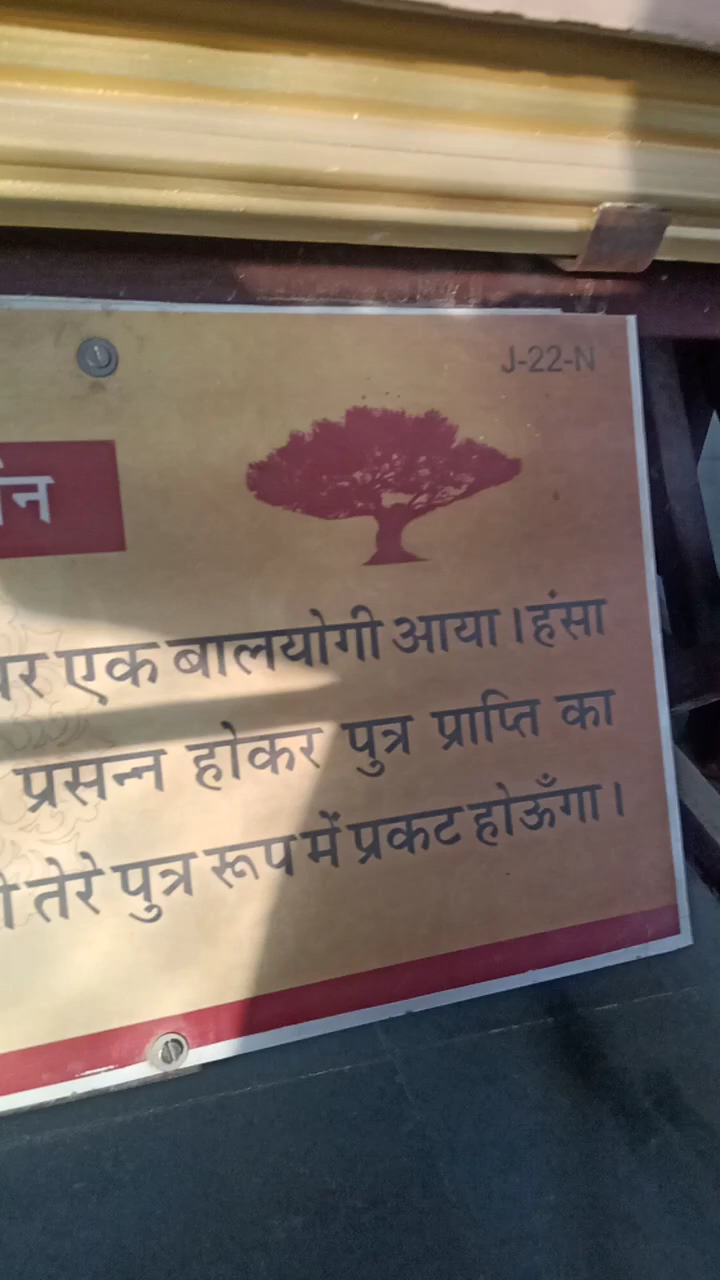 J-22-N
एक बालयोगी आया। हंसा
प्रसन्न होकर पुत्र प्राप्ति का
तेरे पुत्र रूप में प्रकट होऊँगा।